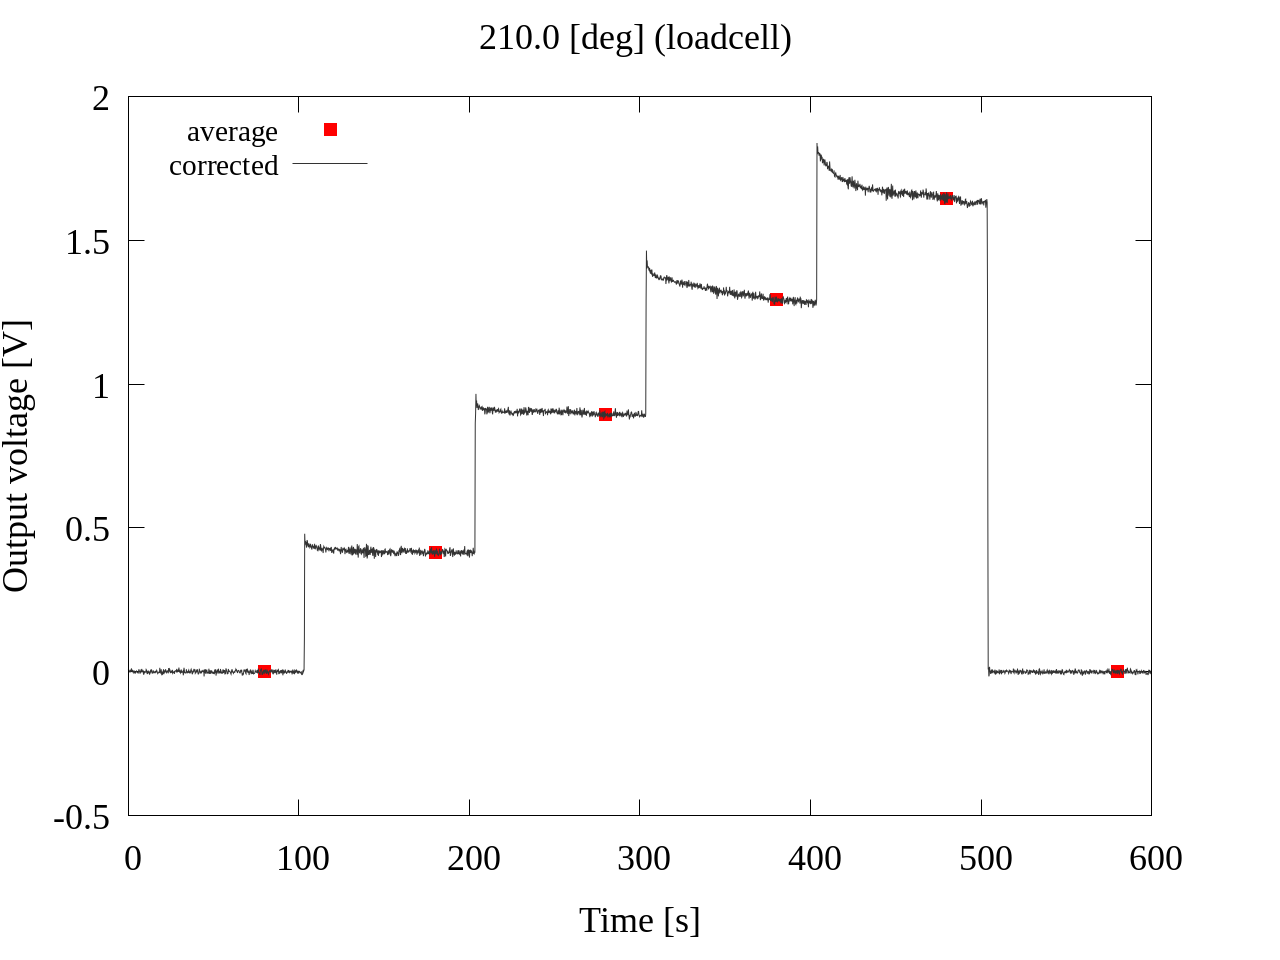 210.0 [deg] (loadcell)
average
corrected
2
1.5
1
0.5
0
-0.5
Output voltage [V]
0 100 200 300 400 500 600
Time [s]